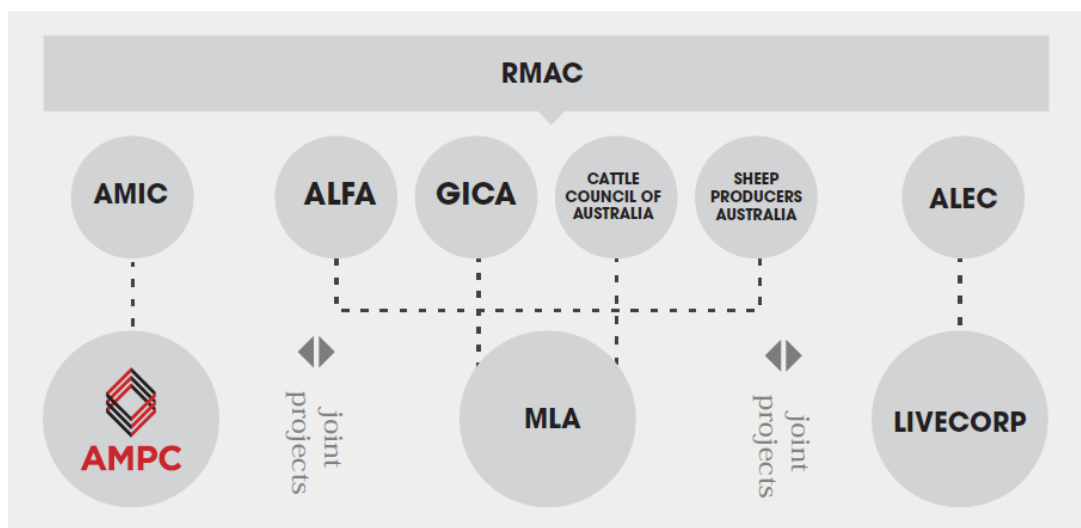 RMAC
AMIC
ALFA
GICA
CATTLE
COUNCIL OF
AUSTRALIA
SHEEP
PRODUCERS
AUSTRALIA
ALEC
AMPC
joint
projects
MLA
joint
projects
LIVECORP